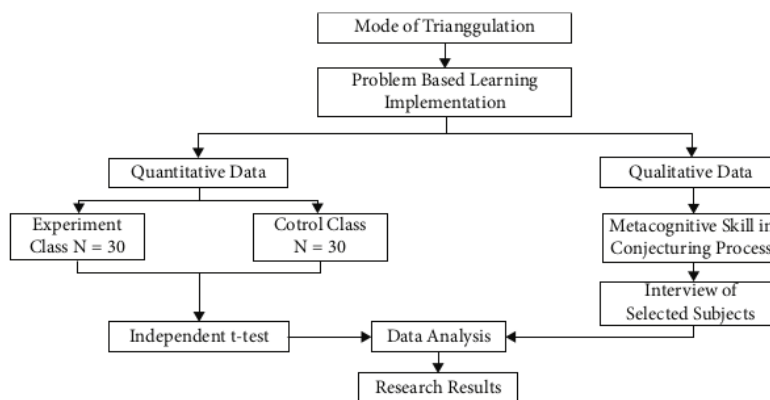 Mode of Trianggulation
Problem Based Learning
Implementation
Quantitative Data
Qualitative Data
Experiment
Class N = 30
Cotrol Class
N = 30
Metacognitive Skill in
Conjecturing Process
Interview of
Selected Subjects
Independent t-test
Data Analysis
Research Results